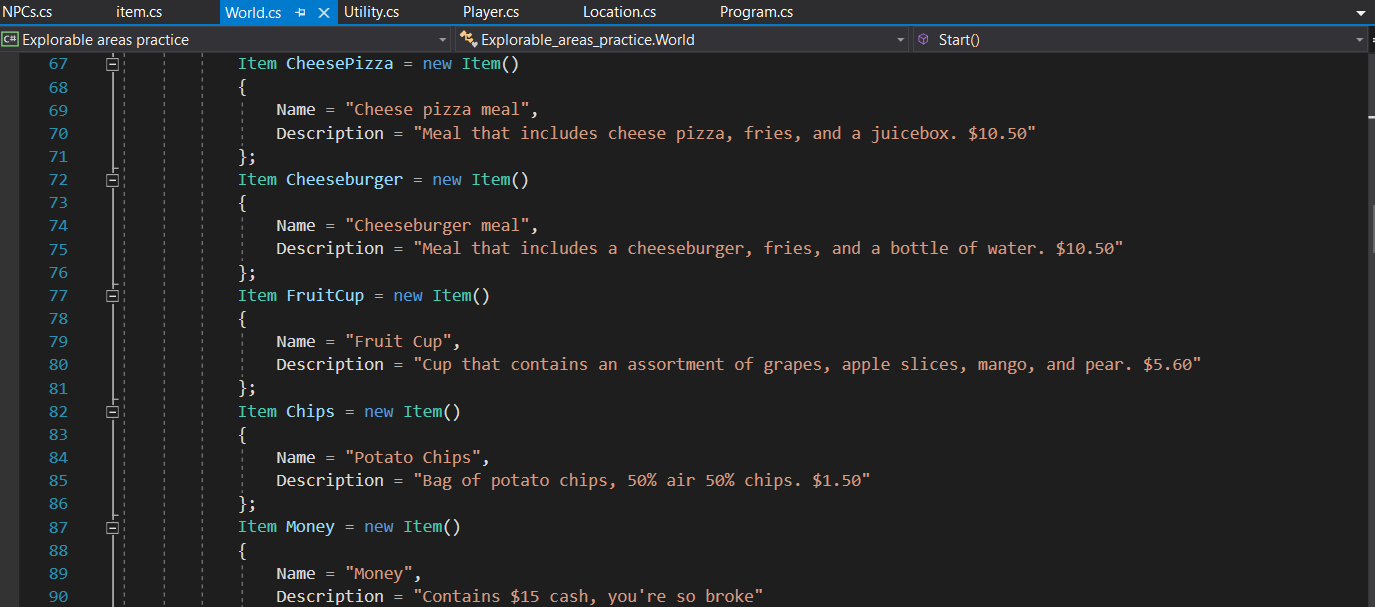 NPCs.cs item.cs World.cs Utility.cs Player.cs Location.cs Program.cs
C# Explorable areas practice Explorable_areas_practice.World Start()
67 Item CheesePizza = new Item()
68 {
69 Name = "Cheese pizza meal",
70 Description = "Meal that includes cheese pizza, fries, and a juicebox. $10.50"
71 };
72 Item Cheeseburger = new Item()
73 {
74 Name = "Cheeseburger meal",
75 Description = "Meal that includes a cheeseburger, fries, and a bottle of water. $10.50"
76 };
77 Item FruitCup = new Item()
78 {
79 Name = "Fruit Cup",
80 Description = "Cup that contains an assortment of grapes, apple slices, mango, and pear. $5.60"
81 };
82 Item Chips = new Item()
83 {
84 Name = "Potato Chips",
85 Description = "Bag of potato chips, 50% air 50% chips. $1.50"
86 };
87 Item Money = new Item()
88 {
89 Name = "Money",
90 Description = "Contains $15 cash, you're so broke"